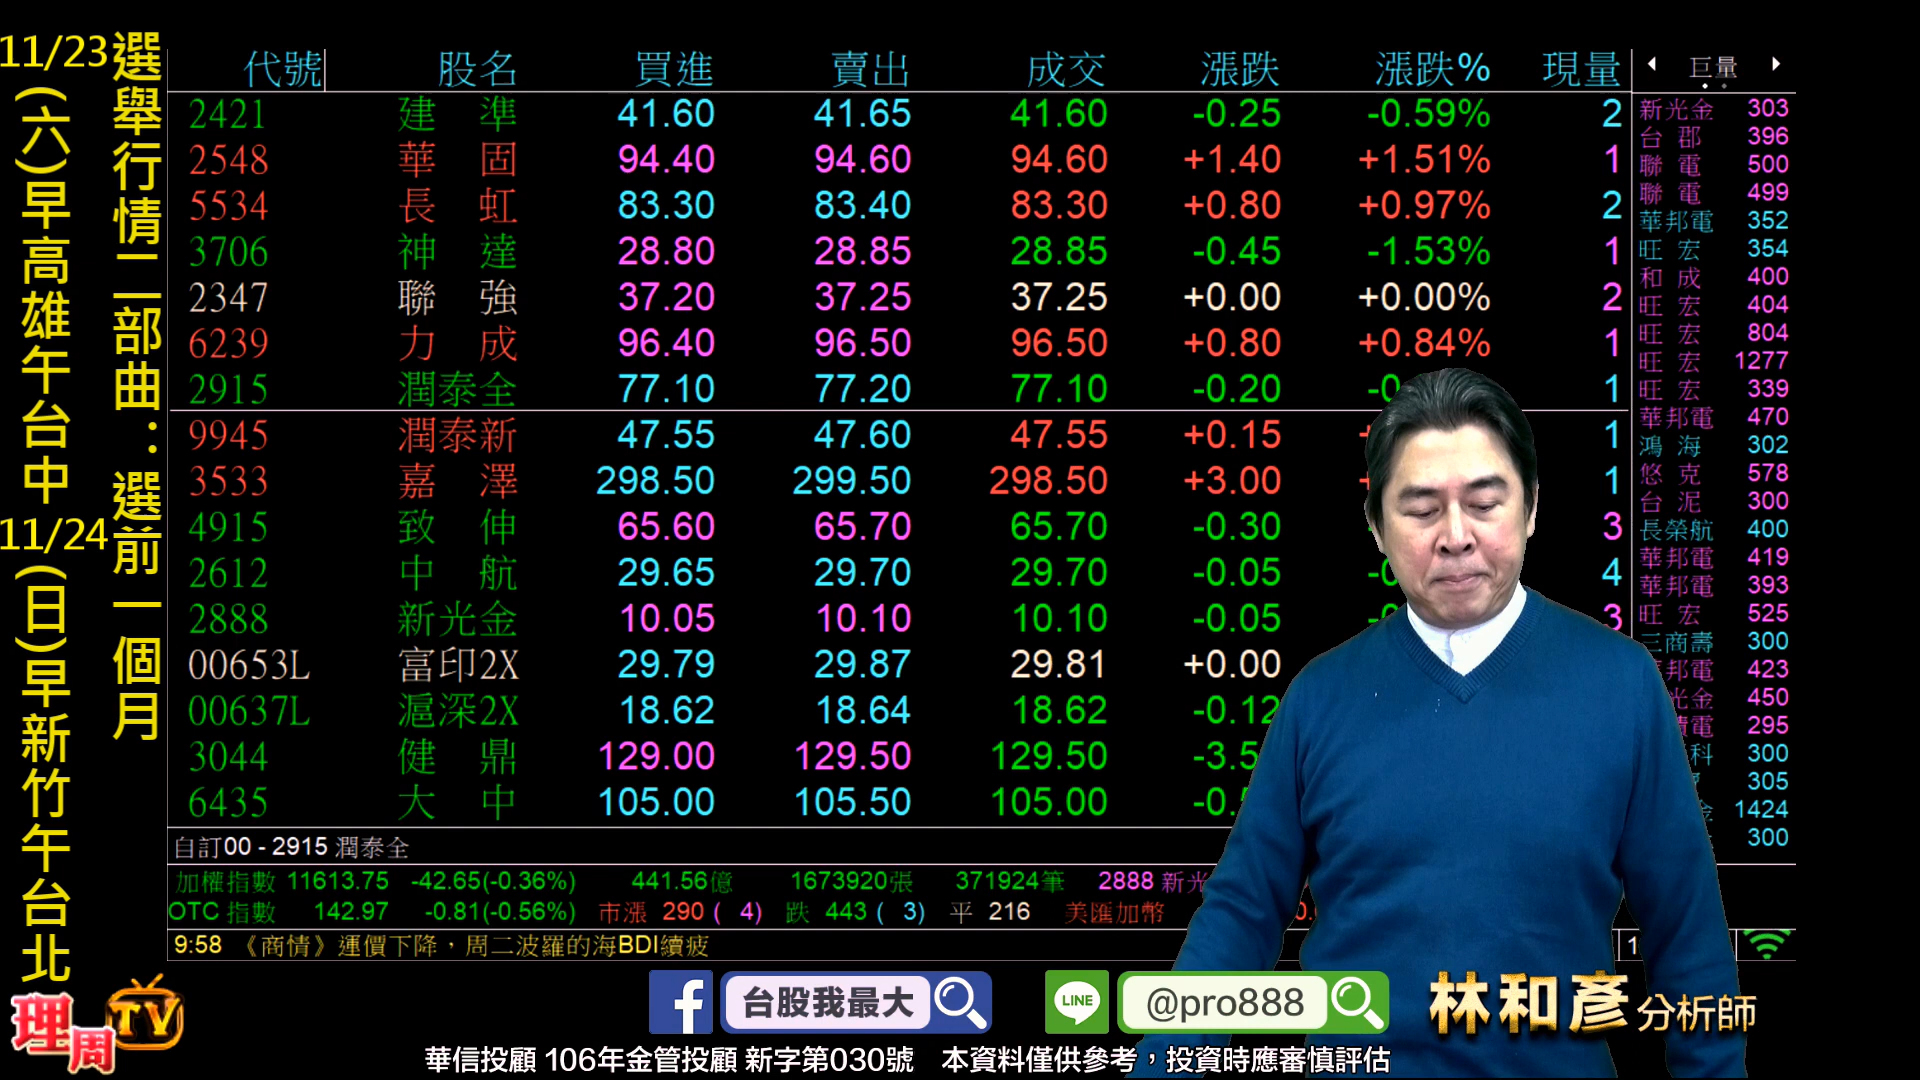 11/23(六)早高雄午台中
11/24(日)早新竹午台北
選舉行情二部曲：選前一個月
代號 股名 買進 賣出 成交 漲跌 漲跌% 現量
2421 建準 41.60 41.65 41.60 -0.25 -0.59% 2
2548 華固 94.40 94.60 94.60 +1.40 +1.51% 1
5534 長虹 83.30 83.40 83.30 +0.80 +0.97% 2
3706 神達 28.80 28.85 28.85 -0.45 -1.53% 1
2347 聯強 37.20 37.25 37.25 +0.00 +0.00% 2
6239 力成 96.40 96.50 96.50 +0.80 +0.84% 1
2915 潤泰全 77.10 77.20 77.10 -0.20 1
9945 潤泰新 47.55 47.60 47.55 +0.15 1
3533 嘉澤 298.50 299.50 298.50 +3.00 1
4915 致伸 65.60 65.70 65.70 -0.30 3
2612 中航 29.65 29.70 29.70 -0.05 4
2888 新光金 10.05 10.10 10.10 -0.05 3
00653L 富印2X 29.79 29.87 29.81 +0.00
00637L 滬深2X 18.62 18.64 18.62 -0.12
3044 健鼎 129.00 129.50 129.50 -3.5
6435 大中 105.00 105.50 105.00 -0.
巨量
新光金 303
台郡 396
聯電 500
聯電 499
華邦電 352
旺宏 354
和成 400
旺宏 404
旺宏 804
旺宏 1277
旺宏 339
華邦電 470
鴻海 302
悠克 578
台泥 300
長榮航 400
華邦電 419
華邦電 393
旺宏 525
三商壽 300
邦電 423
光金 450
電 295
科 300
305
1424
300
自訂00 - 2915 潤泰全
加權指數 11613.75 -42.65(-0.36%) 441.56億 1673920張 371924筆 2888 新光
OTC 指數 142.97 -0.81(-0.56%) 市漲 290 ( 4) 跌 443 ( 3) 平 216 美匯加幣
9:58 《商情》運價下降，周二波羅的海BDI續疲
理周TV
台股我最大
LINE
@pro888
林和彥 分析師
華信投顧 106年金管投顧 新字第030號 本資料僅供參考，投資時應審慎評估